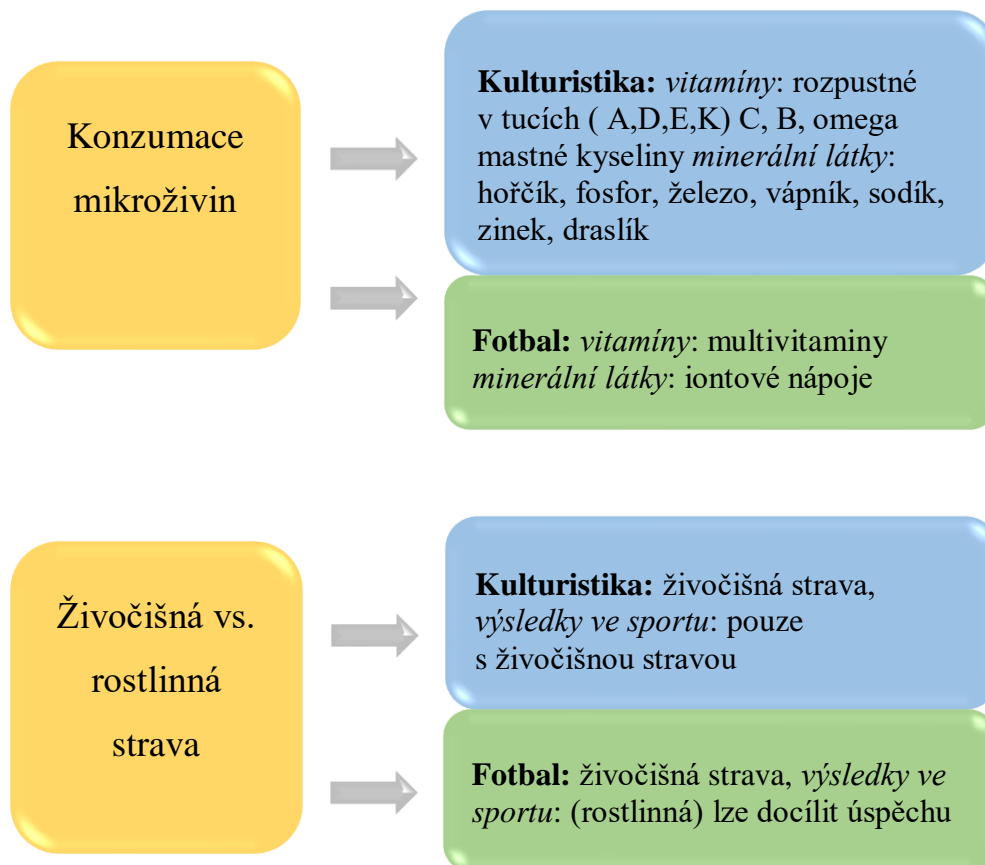 Konzumace
mikroživin
Kulturistika: vitamíny: rozpustné
v tucích ( A,D,E,K) C, B, omega
mastné kyseliny minerální látky:
hořčík, fosfor, železo, vápník, sodík,
zinek, draslík
Fotbal: vitamíny: multivitaminy
minerální látky: iontové nápoje
Živočišná vs.
rostlinná
strava
Kulturistika: živočišná strava,
výsledky ve sportu: pouze
s živočišnou stravou
Fotbal: živočišná strava, výsledky ve
sportu: (rostlinná) lze docílit úspěchu